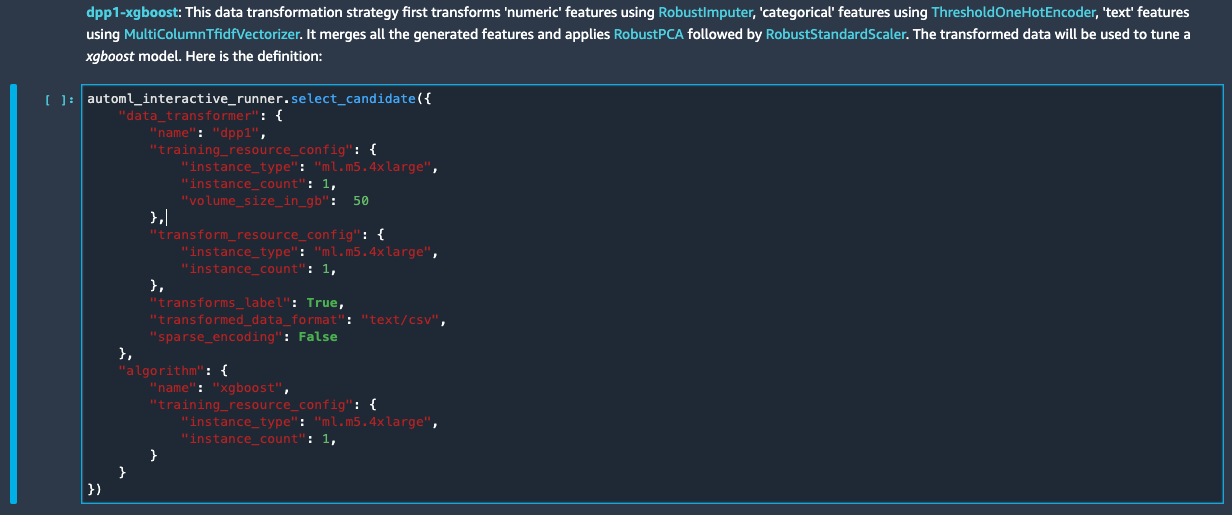 dpp1-xgboost: This data transformation strategy first transforms 'numeric' features using RobustImputer, 'categorical' features using ThresholdOneHotEncoder, 'text' features
using MultiColumnTfidfVectorizer. It merges all the generated features and applies RobustPCA followed by RobustStandardScaler. The transformed data will be used to tune a
xgboost model. Here is the definition:
[ ]: automl_interactive_runner.select_candidate({
    "data_transformer": {
        "name": "dpp1",
        "training_resource_config": {
            "instance_type": "ml.m5.4xlarge",
            "instance_count": 1,
            "volume_size_in_gb":  50
        },
        "transform_resource_config": {
            "instance_type": "ml.m5.4xlarge",
            "instance_count": 1,
        },
        "transforms_label": True,
        "transformed_data_format": "text/csv",
        "sparse_encoding": False
    },
    "algorithm": {
        "name": "xgboost",
        "training_resource_config": {
            "instance_type": "ml.m5.4xlarge",
            "instance_count": 1,
        }
    }
})